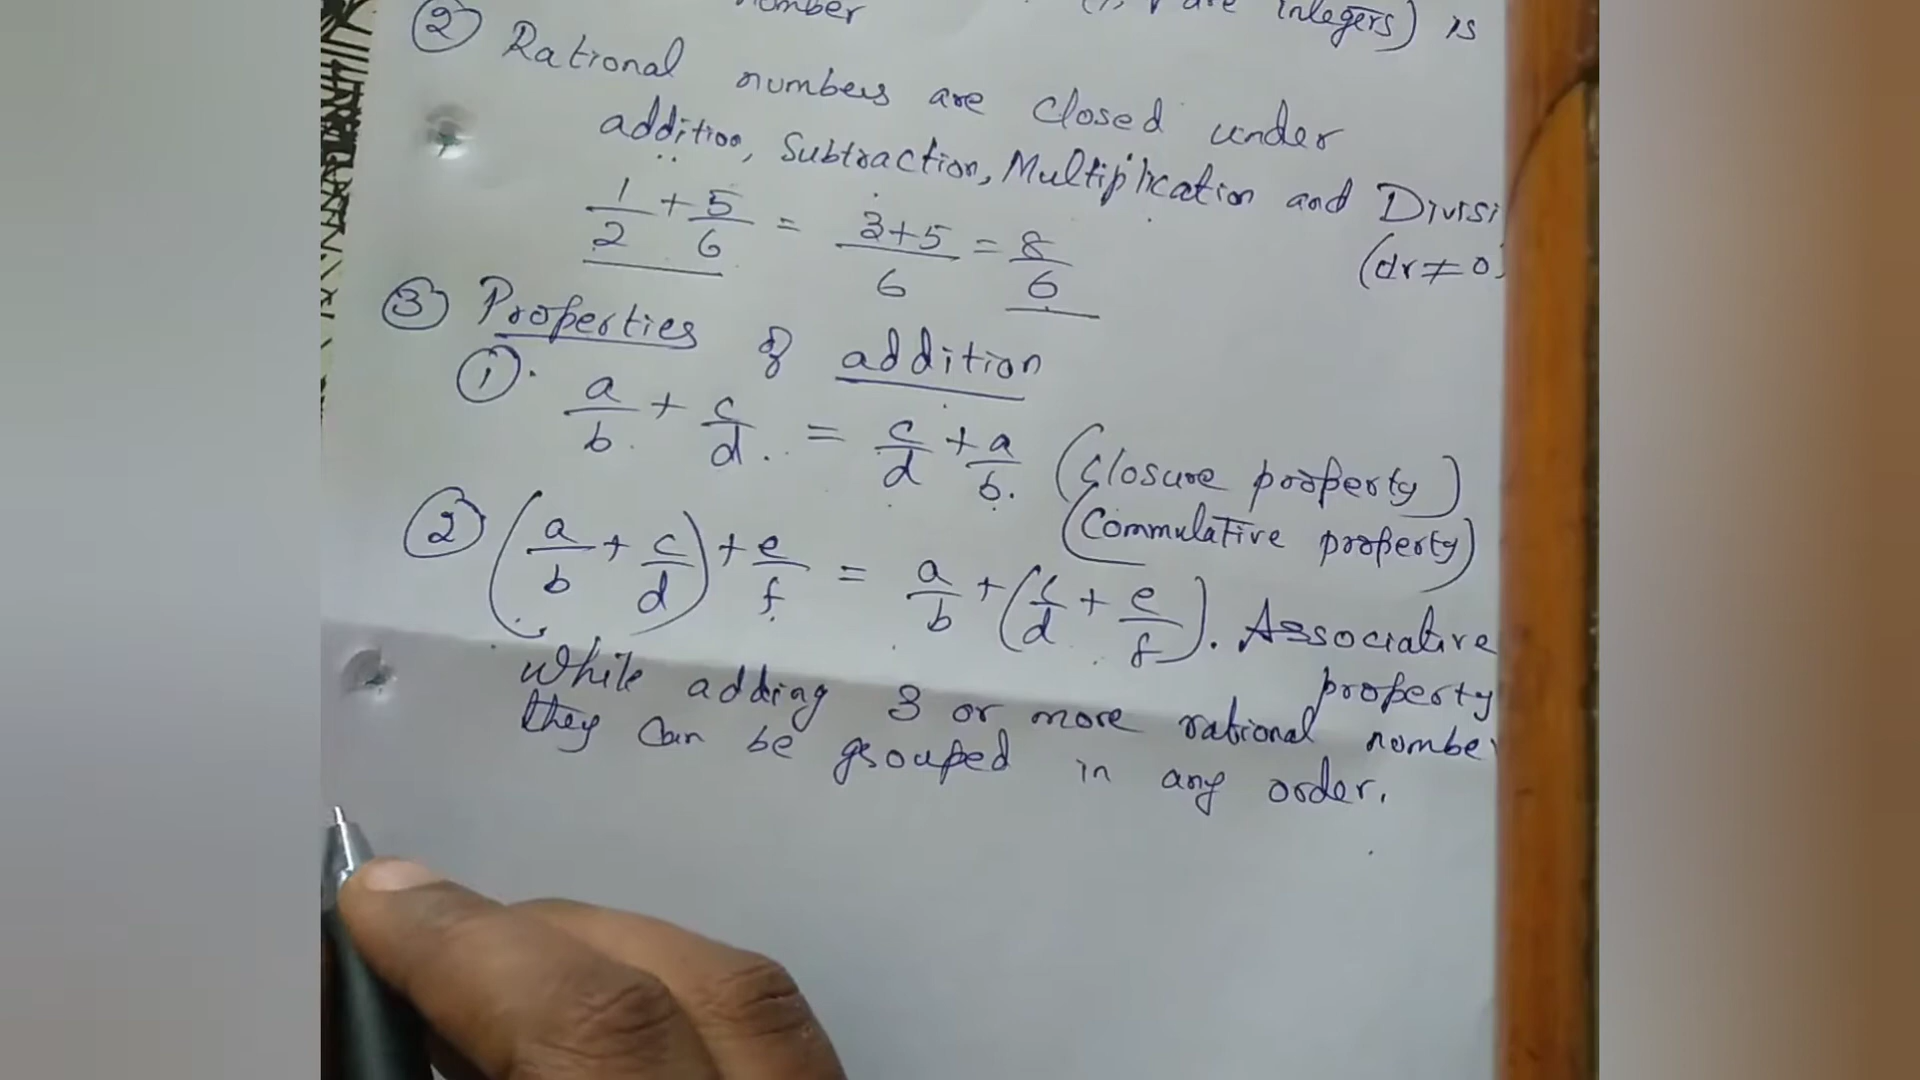 number (p, q are integers) is
② Rational numbers are closed under
addition, Subtraction, Multiplication and Divisi
(dr ≠ 0)
1/2 + 5/6 = 3+5/6 = 8/6
③ Properties of addition
① a/b + c/d = c/d + a/b. (Closure property)
(Commulative property)
② (a/b + c/d) + e/f = a/b + (c/d + e/f). Associative
property
While adding 3 or more rational numbe
they can be grouped in any order.